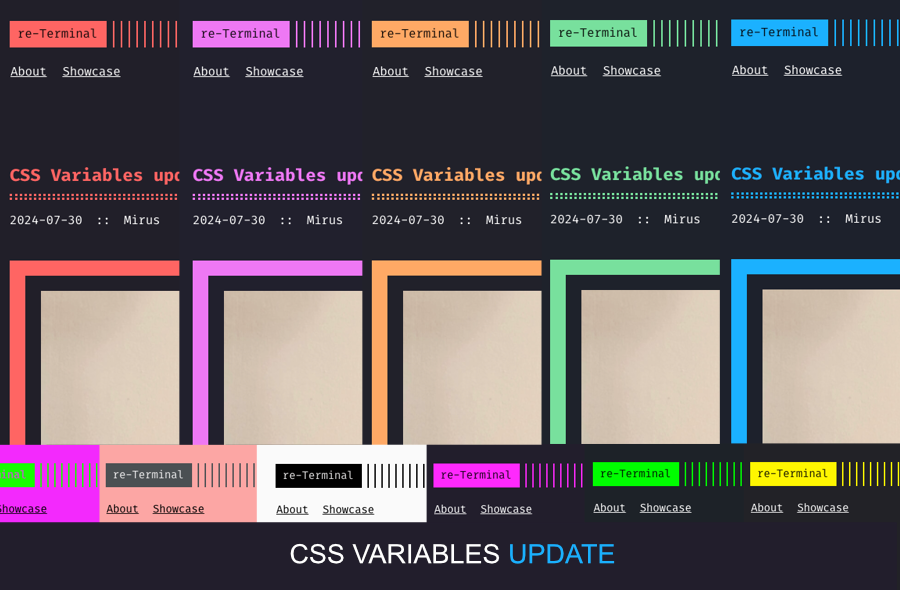 re-Terminal
About Showcase
CSS Variables upd
2024-07-30 :: Mirus
re-Terminal
About Showcase
CSS Variables upd
2024-07-30 :: Mirus
re-Terminal
About Showcase
CSS Variables upd
2024-07-30 :: Mirus
re-Terminal
About Showcase
CSS Variables upd
2024-07-30 :: Mirus
re-Terminal
About Showcase
CSS Variables upd
2024-07-30 :: Mirus
Showcase
re-Terminal
About Showcase
re-Terminal
About Showcase
re-Terminal
About Showcase
re-Terminal
About Showcase
re-Terminal
About Showcase
CSS VARIABLES UPDATE